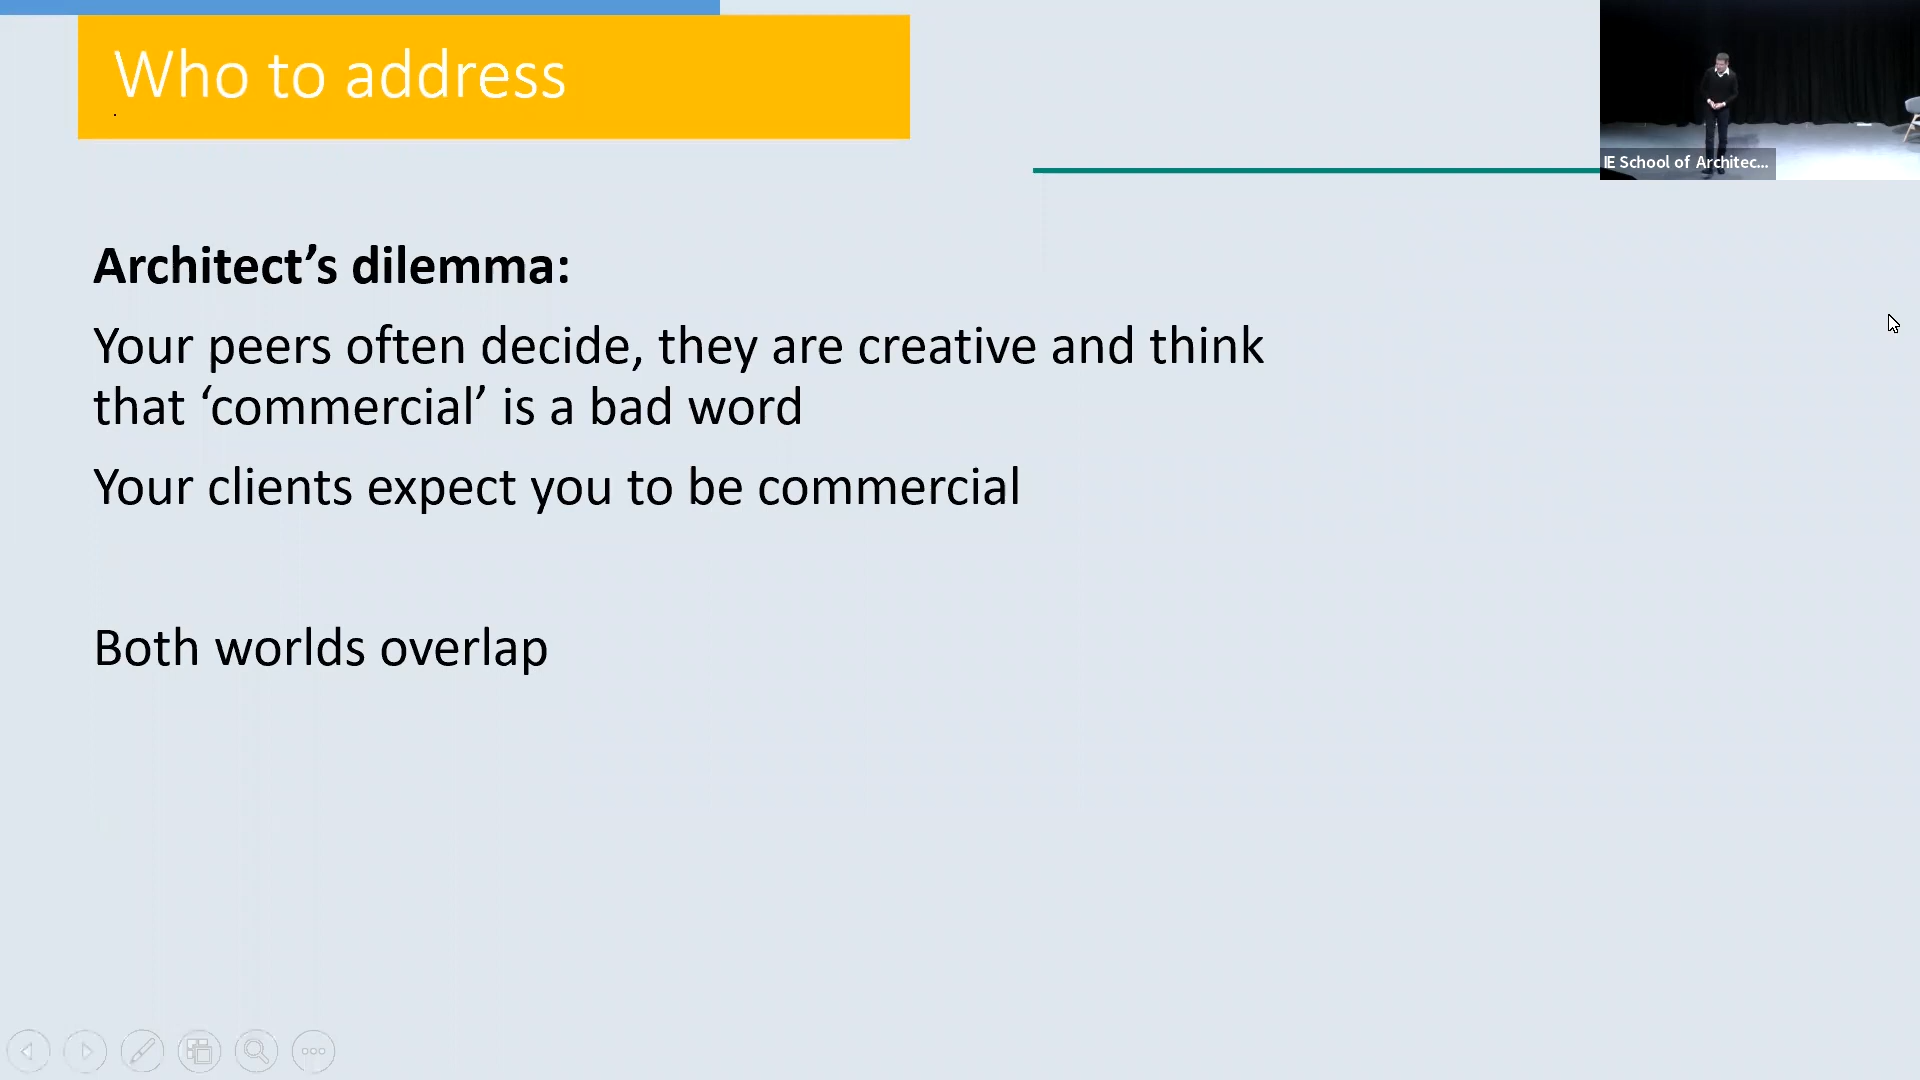 Who to address
IE School of Architec...
Architect’s dilemma:
Your peers often decide, they are creative and think
that ‘commercial’ is a bad word
Your clients expect you to be commercial
Both worlds overlap